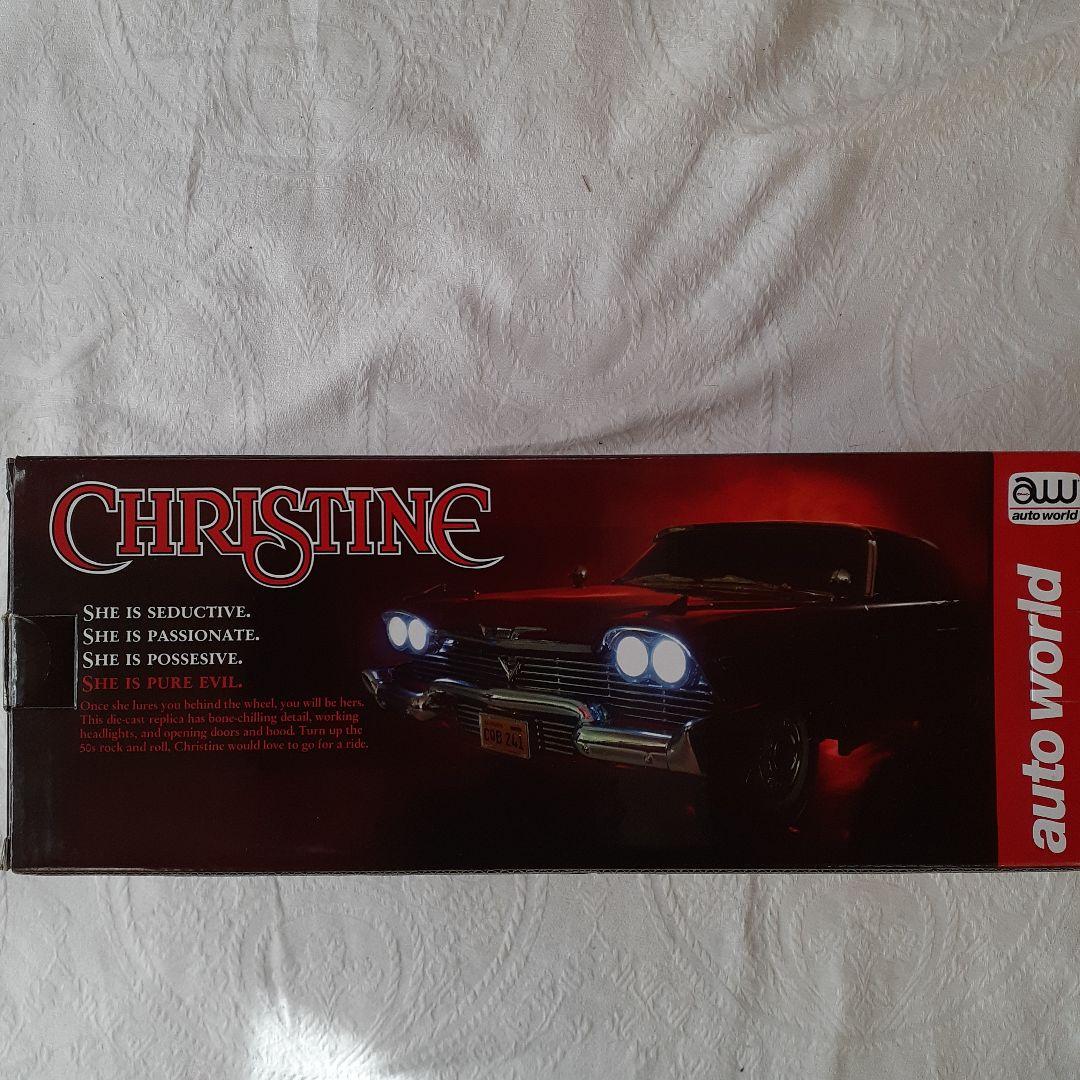 CHRISTINE
SHE IS SEDUCTIVE.
SHE IS PASSIONATE.
SHE IS POSSESIVE.
SHE IS PURE EVIL.
Once she lures you behind the wheel, you will be hers.
This die-cast replica has bone-chilling detail, working
headlights, and opening doors and hood. Turn up the
50s rock and roll, Christine would love to go for a ride.
CQB 241
aw
auto world
auto world